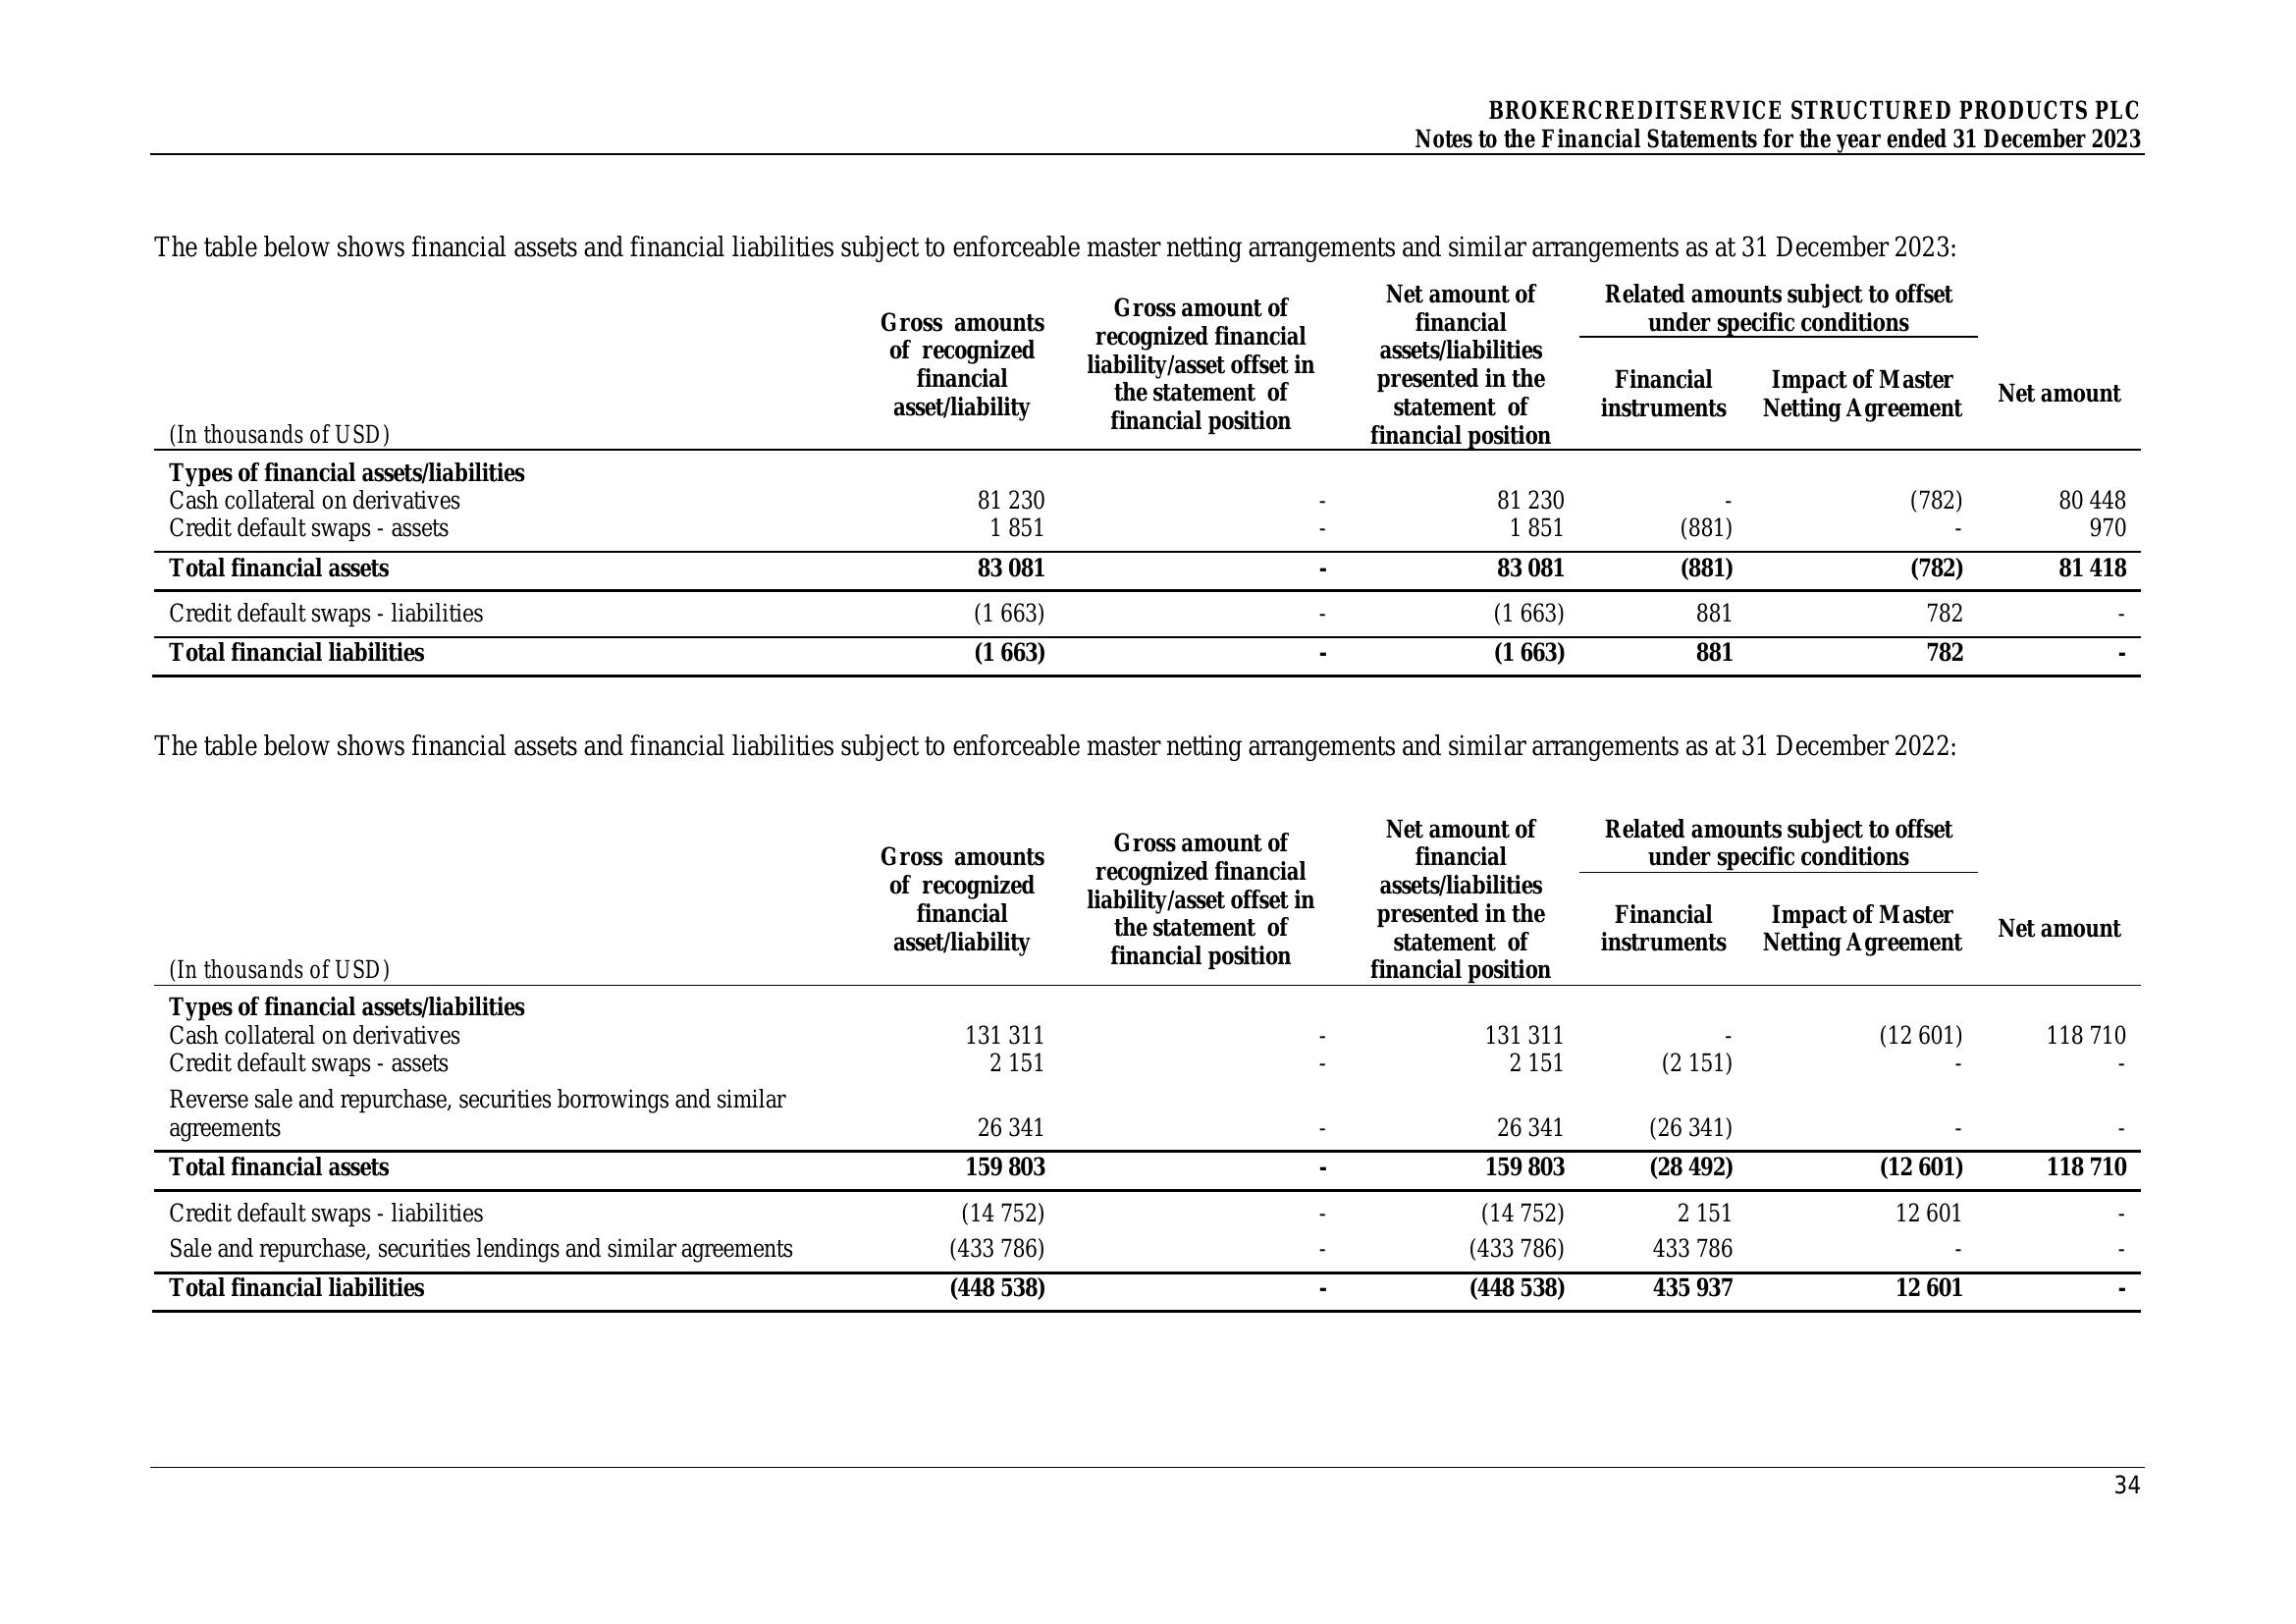 BROKERCREDITSERVICE STRUCTURED PRODUCTS PLC
Notes to the Financial Statements for the year ended 31 December 2023
The table below shows financial assets and financial liabilities subject to enforceable master netting arrangements and similar arrangements as at 31 December 2023:
(In thousands of USD)
Gross amounts
of recognized
financial
asset/liability
Gross amount of
recognized financial
liability/asset offset in
the statement of
financial position
Net amount of
financial
assets/liabilities
presented in the
statement of
financial position
Related amounts subject to offset
under specific conditions
Financial
instruments
Impact of Master
Netting Agreement
Net amount
Types of financial assets/liabilities
Cash collateral on derivatives 81 230 - 81 230 - (782) 80 448
Credit default swaps - assets 1 851 - 1 851 (881) - 970
Total financial assets 83 081 - 83 081 (881) (782) 81 418
Credit default swaps - liabilities (1 663) - (1 663) 881 782 -
Total financial liabilities (1 663) - (1 663) 881 782 -
The table below shows financial assets and financial liabilities subject to enforceable master netting arrangements and similar arrangements as at 31 December 2022:
(In thousands of USD)
Gross amounts
of recognized
financial
asset/liability
Gross amount of
recognized financial
liability/asset offset in
the statement of
financial position
Net amount of
financial
assets/liabilities
presented in the
statement of
financial position
Related amounts subject to offset
under specific conditions
Financial
instruments
Impact of Master
Netting Agreement
Net amount
Types of financial assets/liabilities
Cash collateral on derivatives 131 311 - 131 311 - (12 601) 118 710
Credit default swaps - assets 2 151 - 2 151 (2 151) - -
Reverse sale and repurchase, securities borrowings and similar
agreements 26 341 - 26 341 (26 341) - -
Total financial assets 159 803 - 159 803 (28 492) (12 601) 118 710
Credit default swaps - liabilities (14 752) - (14 752) 2 151 12 601 -
Sale and repurchase, securities lendings and similar agreements (433 786) - (433 786) 433 786 - -
Total financial liabilities (448 538) - (448 538) 435 937 12 601 -
34